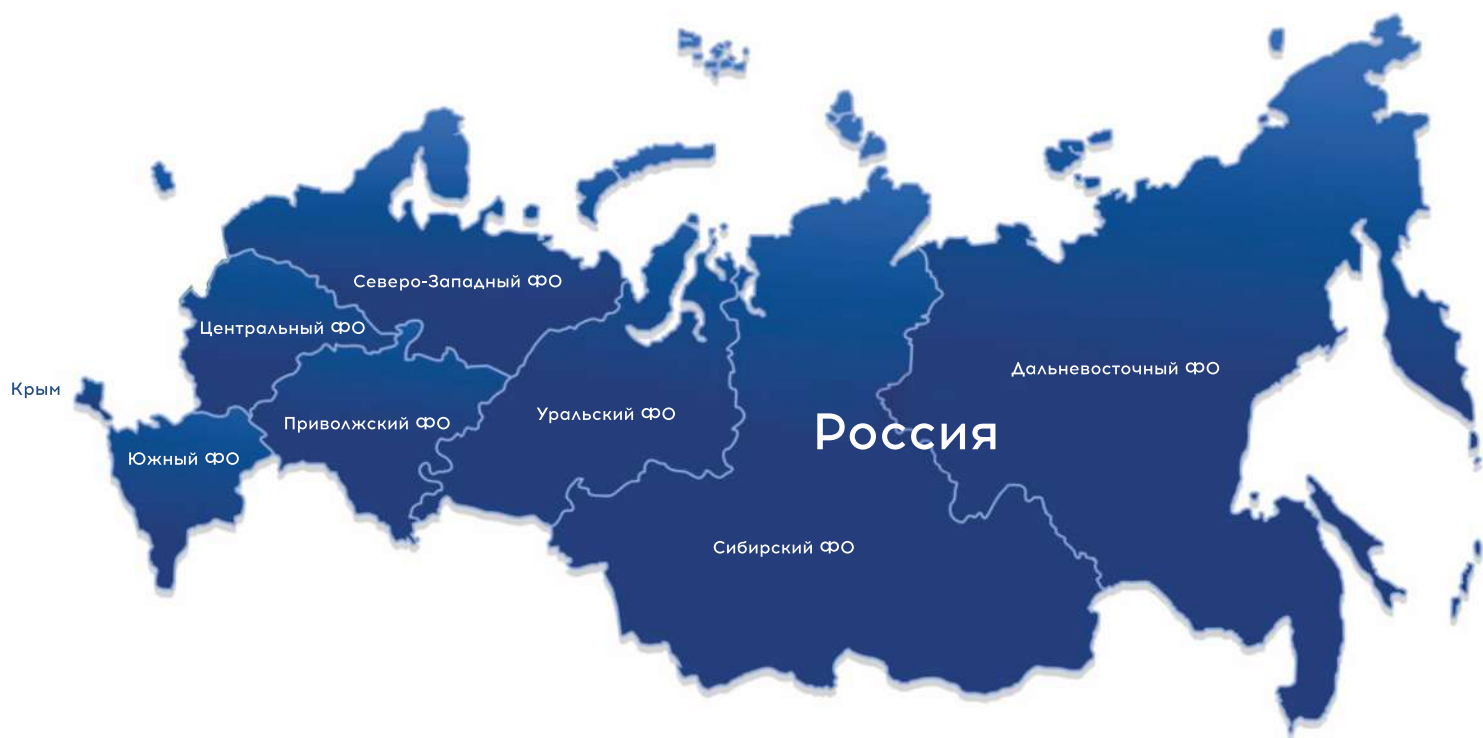 Северо-Западный ФО
Центральный ФО
Дальневосточный ФО
Крым
Уральский ФО
Приволжский ФО
Россия
Южный ФО
Сибирский ФО